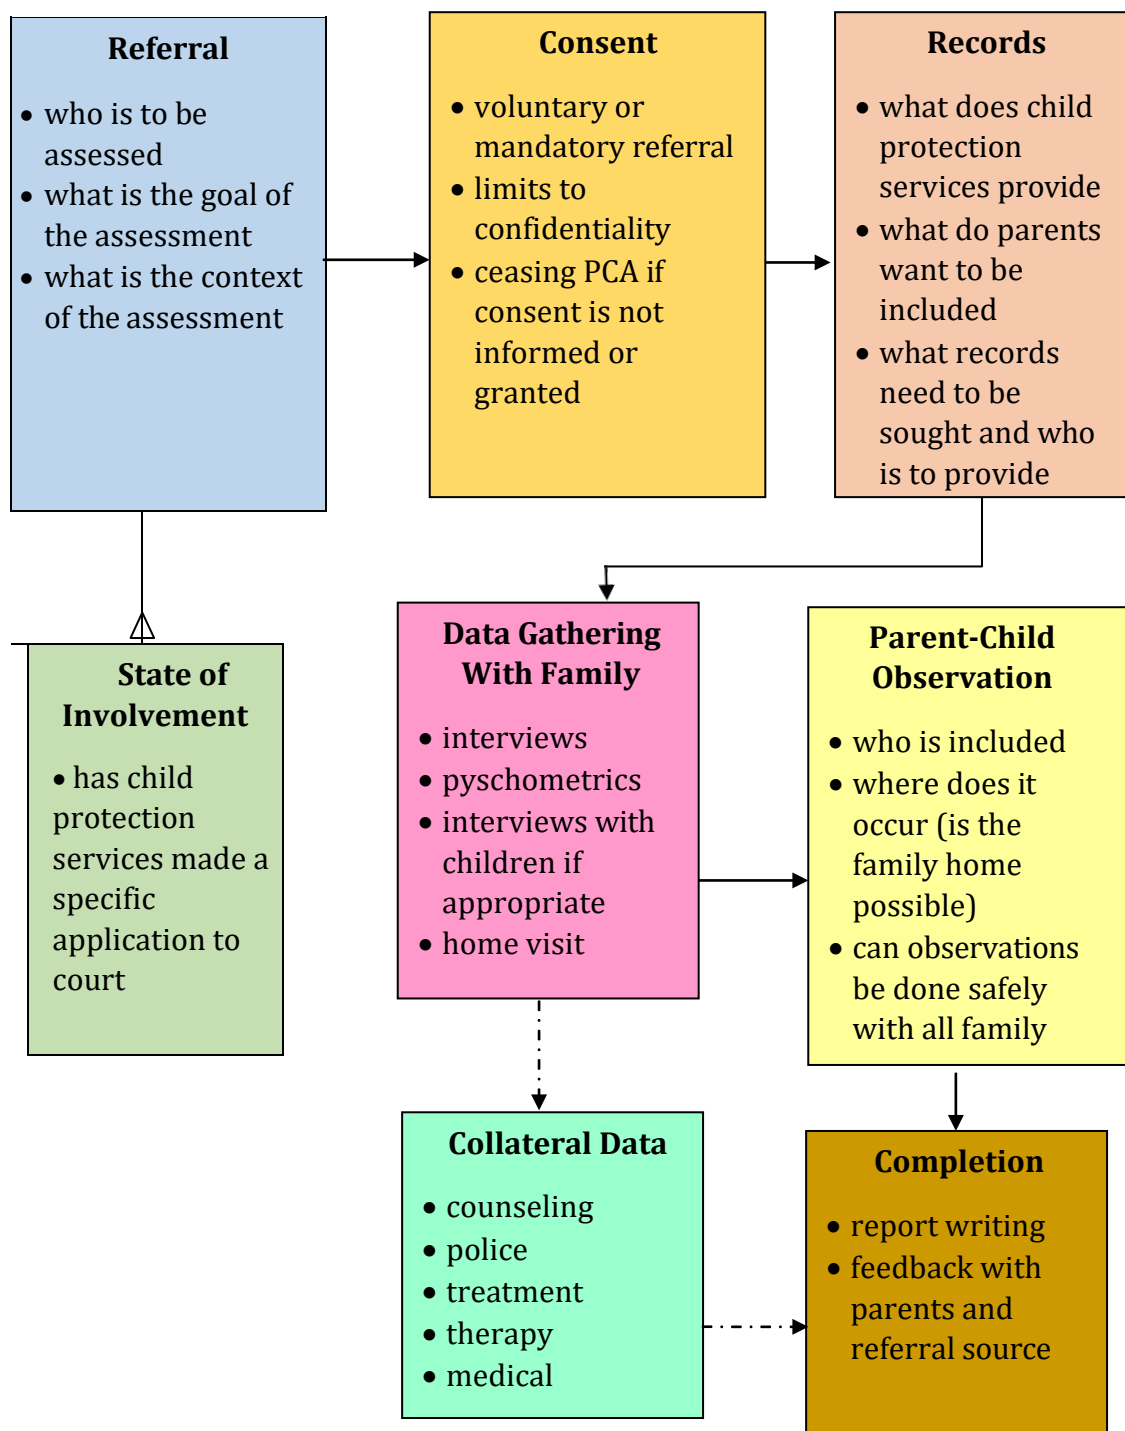 Referral
• who is to be
assessed
• what is the goal of
the assessment
• what is the context
of the assessment
Consent
• voluntary or
mandatory referral
• limits to
confidentiality
• ceasing PCA if
consent is not
informed or
granted
Records
• what does child
protection
services provide
• what do parents
want to be
included
• what records
need to be
sought and who
is to provide
State of
Involvement
• has child
protection
services made a
specific
application to
court
Data Gathering
With Family
• interviews
• pyschometrics
• interviews with
children if
appropriate
• home visit
Parent-Child
Observation
• who is included
• where does it
occur (is the
family home
possible)
• can observations
be done safely
with all family
Collateral Data
• counseling
• police
• treatment
• therapy
• medical
Completion
• report writing
• feedback with
parents and
referral source